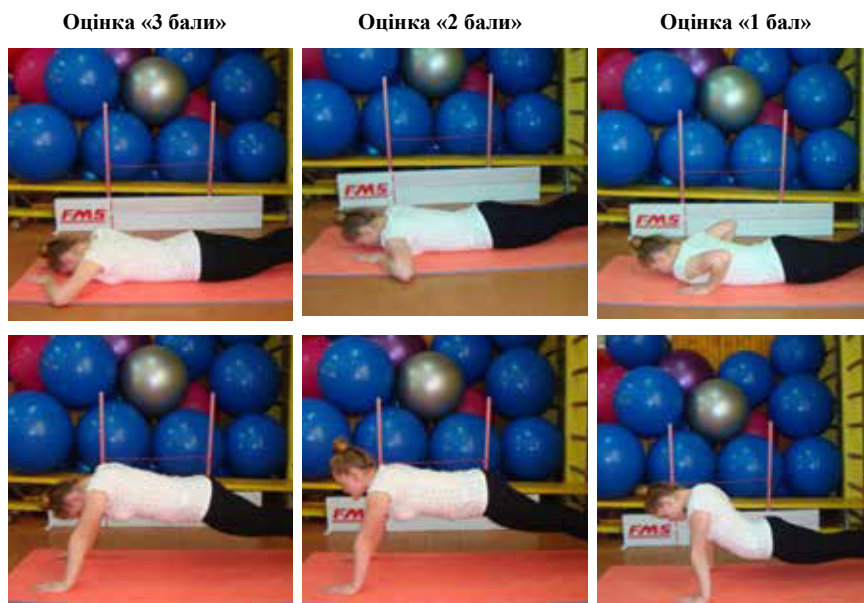 Оцінка «3 бали» Оцінка «2 бали» Оцінка «1 бал»
FMS FMS FMS
FMS FMS